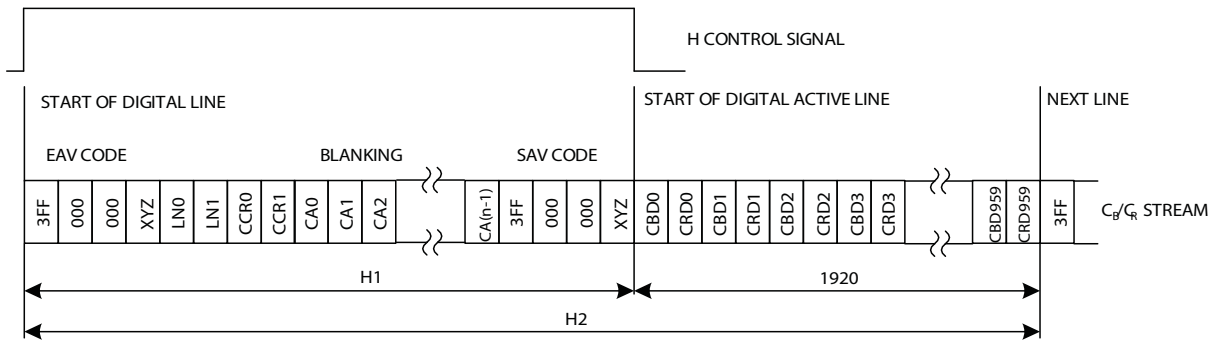 H CONTROL SIGNAL
START OF DIGITAL LINE
START OF DIGITAL ACTIVE LINE
NEXT LINE
EAV CODE
BLANKING
SAV CODE
3FF 000 000 XYZ LN0 LN1 CCR0 CCR1 CA0 CA1 CA2 CA(n-1) 3FF 000 000 XYZ CBD0 CRD0 CBD1 CRD1 CBD2 CRD2 CBD3 CRD3 CBD959 CRD959 3FF
CB/CR STREAM
H1
1920
H2